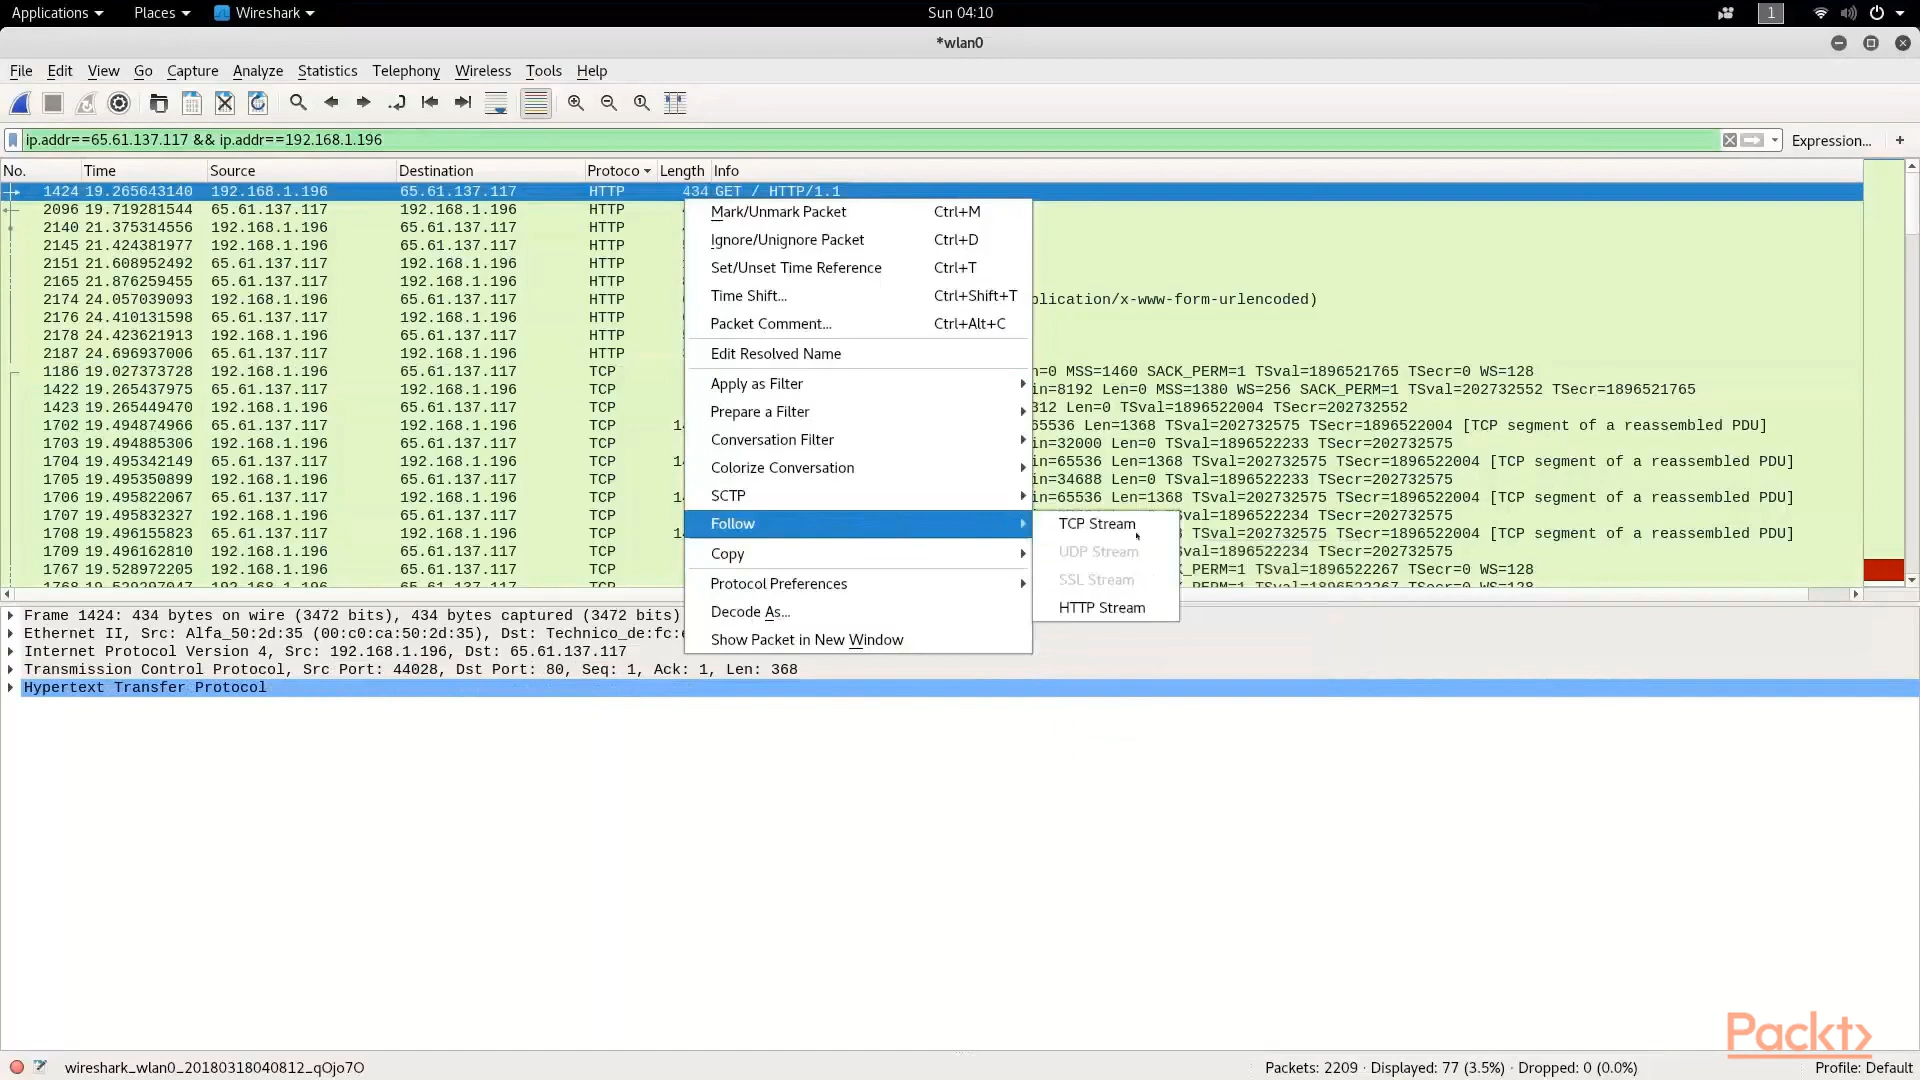 Applications Places Wireshark Sun 04:10 1
*wlan0
File Edit View Go Capture Analyze Statistics Telephony Wireless Tools Help
ip.addr==65.61.137.117 && ip.addr==192.168.1.196 Expression... +
No. Time Source Destination Protoco Length Info
1424 19.265643140 192.168.1.196 65.61.137.117 HTTP 434 GET / HTTP/1.1
2096 19.719281544 65.61.137.117 192.168.1.196 HTTP
2140 21.375314556 192.168.1.196 65.61.137.117 HTTP
2145 21.424381977 192.168.1.196 65.61.137.117 HTTP
2151 21.608952492 65.61.137.117 192.168.1.196 HTTP
2165 21.876259455 65.61.137.117 192.168.1.196 HTTP
2174 24.057039093 192.168.1.196 65.61.137.117 HTTP plication/x-www-form-urlencoded)
2176 24.410131598 65.61.137.117 192.168.1.196 HTTP
2178 24.423621913 192.168.1.196 65.61.137.117 HTTP
2187 24.696937006 65.61.137.117 192.168.1.196 HTTP
1186 19.027373728 192.168.1.196 65.61.137.117 TCP n=0 MSS=1460 SACK_PERM=1 TSval=1896521765 TSecr=0 WS=128
1422 19.265437975 65.61.137.117 192.168.1.196 TCP in=8192 Len=0 MSS=1380 WS=256 SACK_PERM=1 TSval=202732552 TSecr=1896521765
1423 19.265449470 192.168.1.196 65.61.137.117 TCP 312 Len=0 TSval=1896522004 TSecr=202732552
1702 19.494874966 65.61.137.117 192.168.1.196 TCP 65536 Len=1368 TSval=202732575 TSecr=1896522004 [TCP segment of a reassembled PDU]
1703 19.494885306 192.168.1.196 65.61.137.117 TCP in=32000 Len=0 TSval=1896522233 TSecr=202732575
1704 19.495342149 65.61.137.117 192.168.1.196 TCP in=65536 Len=1368 TSval=202732575 TSecr=1896522004 [TCP segment of a reassembled PDU]
1705 19.495350899 192.168.1.196 65.61.137.117 TCP in=34688 Len=0 TSval=1896522233 TSecr=202732575
1706 19.495822067 65.61.137.117 192.168.1.196 TCP in=65536 Len=1368 TSval=202732575 TSecr=1896522004 [TCP segment of a reassembled PDU]
1707 19.495832327 192.168.1.196 65.61.137.117 TCP Sval=1896522234 TSecr=202732575
1708 19.496155823 65.61.137.117 192.168.1.196 TCP 8 TSval=202732575 TSecr=1896522004 [TCP segment of a reassembled PDU]
1709 19.496162810 192.168.1.196 65.61.137.117 TCP Sval=1896522234 TSecr=202732575
1767 19.528972205 192.168.1.196 65.61.137.117 TCP K_PERM=1 TSval=1896522267 TSecr=0 WS=128
Mark/Unmark Packet Ctrl+M
Ignore/Unignore Packet Ctrl+D
Set/Unset Time Reference Ctrl+T
Time Shift... Ctrl+Shift+T
Packet Comment... Ctrl+Alt+C
Edit Resolved Name
Apply as Filter
Prepare a Filter
Conversation Filter
Colorize Conversation
SCTP
Follow
Copy
Protocol Preferences
Decode As...
Show Packet in New Window
TCP Stream
UDP Stream
SSL Stream
HTTP Stream
Frame 1424: 434 bytes on wire (3472 bits), 434 bytes captured (3472 bits)
Ethernet II, Src: Alfa_50:2d:35 (00:c0:ca:50:2d:35), Dst: Technico_de:fc:
Internet Protocol Version 4, Src: 192.168.1.196, Dst: 65.61.137.117
Transmission Control Protocol, Src Port: 44028, Dst Port: 80, Seq: 1, Ack: 1, Len: 368
Hypertext Transfer Protocol
Packt>
wireshark_wlan0_20180318040812_qOjo7O Packets: 2209 · Displayed: 77 (3.5%) · Dropped: 0 (0.0%) Profile: Default